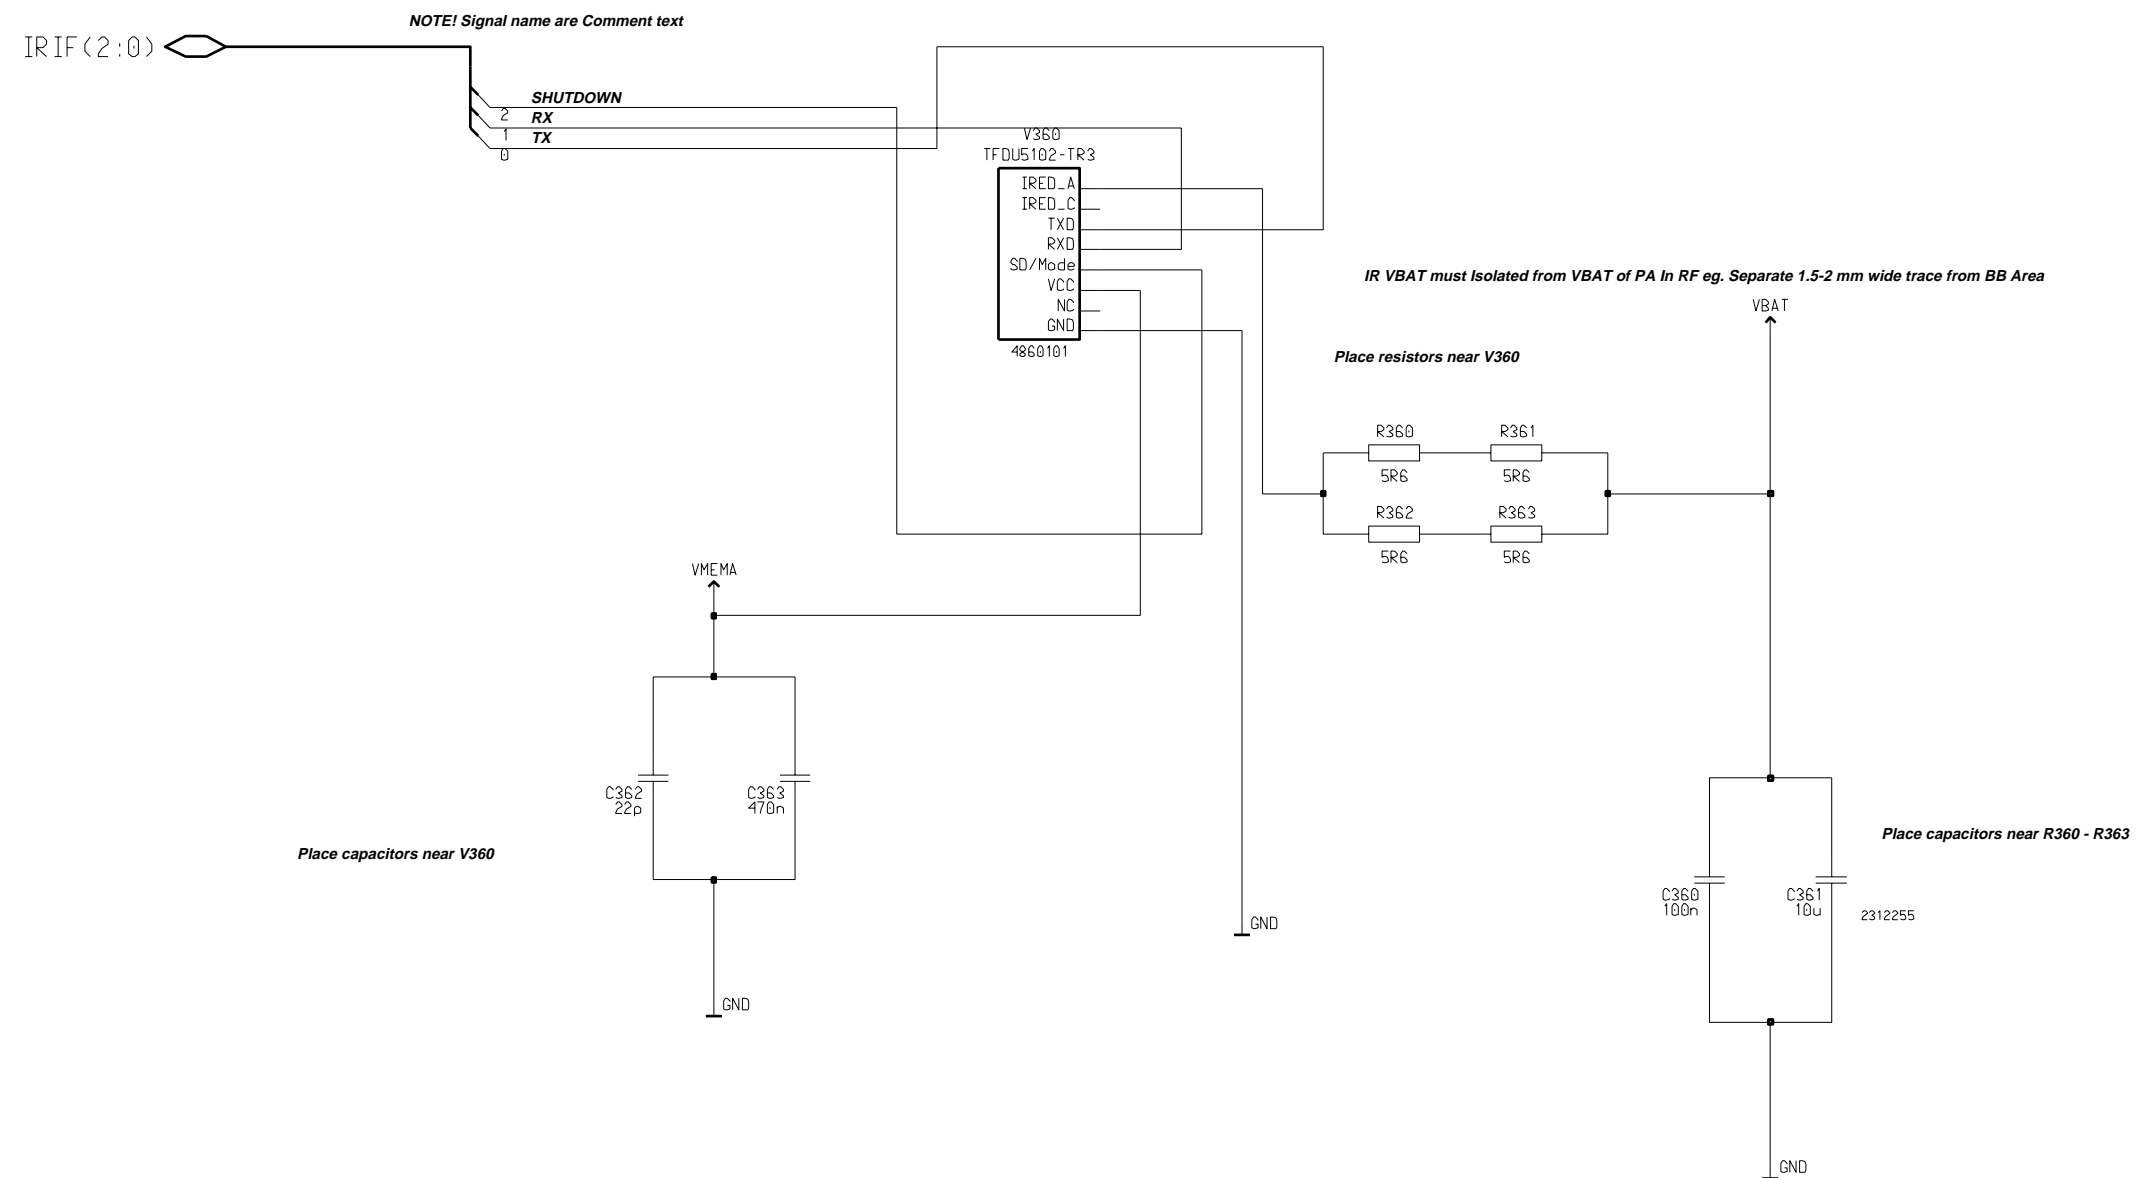 NOTE! Signal name are Comment text
IRIF(2:0)
SHUTDOWN
2
RX
1
TX
0
V360
TFDU5102-TR3
IRED_A
IRED_C
TXD
RXD
SD/Mode
VCC
NC
GND
4860101
IR VBAT must Isolated from VBAT of PA In RF eg. Separate 1.5-2 mm wide trace from BB Area
VBAT
Place resistors near V360
R360
R361
5R6
5R6
R362
R363
5R6
5R6
VMEMA
C362
22p
C363
470n
Place capacitors near V360
Place capacitors near R360 - R363
C360
100n
C361
10u
2312255
GND
GND
GND